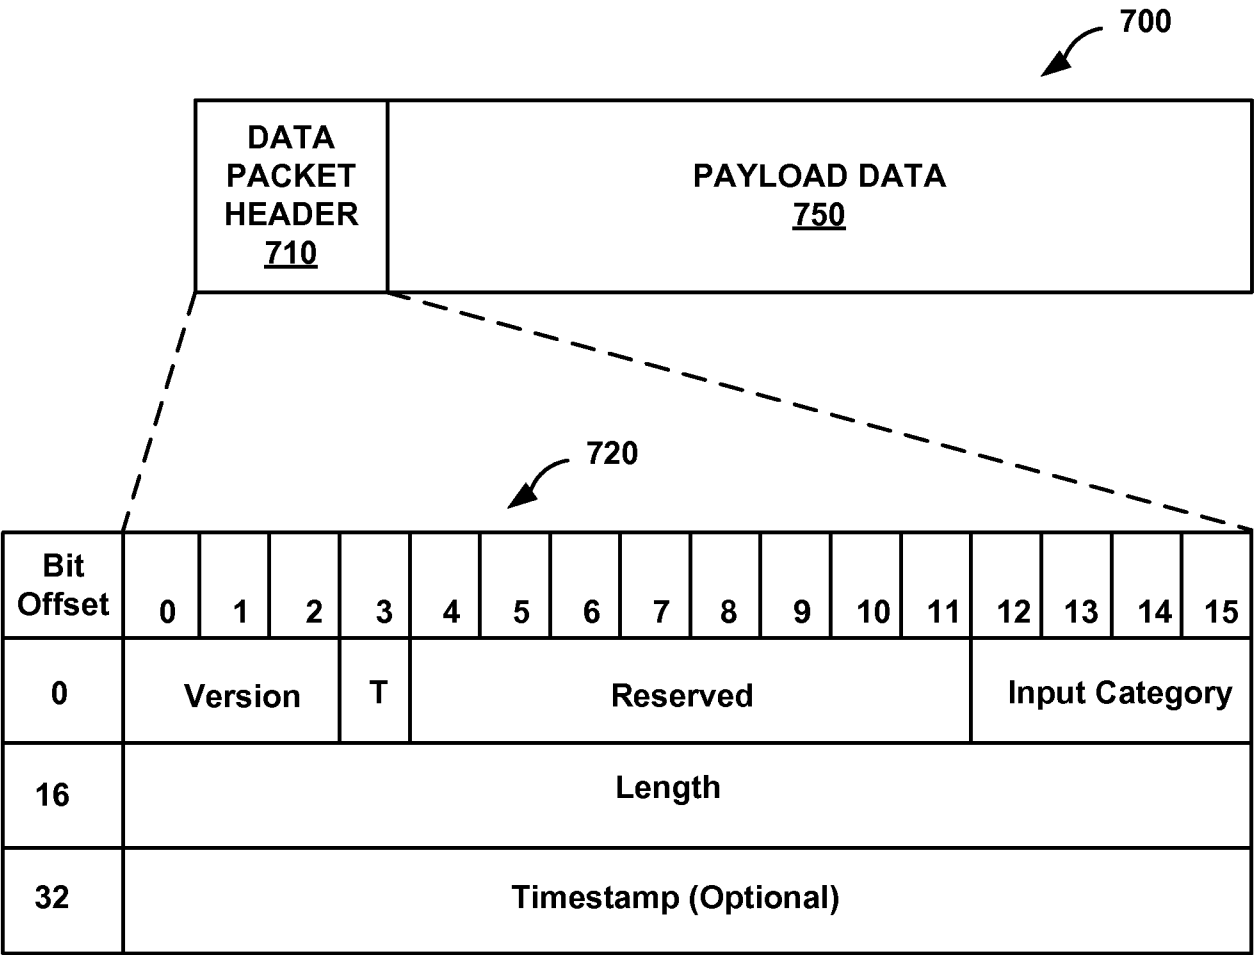 700
DATA
PACKET
HEADER
710
PAYLOAD DATA
750
720
Bit
Offset
0 1 2 3 4 5 6 7 8 9 10 11 12 13 14 15
0 Version T Reserved Input Category
16 Length
32 Timestamp (Optional)